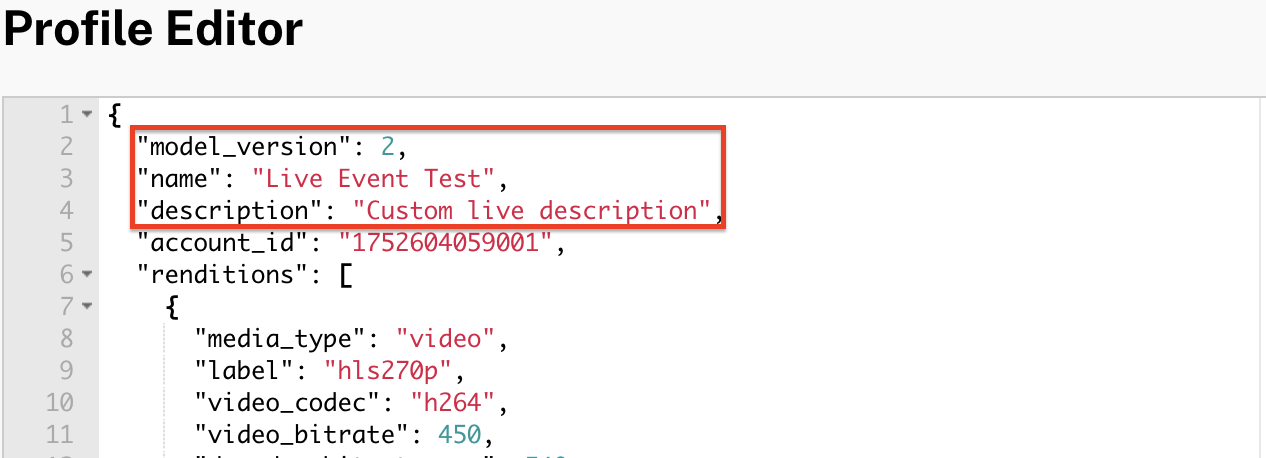 Profile Editor
1 {
2 "model_version": 2,
3 "name": "Live Event Test",
4 "description": "Custom live description",
5 "account_id": "1752604059001",
6 "renditions": [
7 {
8 "media_type": "video",
9 "label": "hls270p",
10 "video_codec": "h264",
11 "video_bitrate": 450,